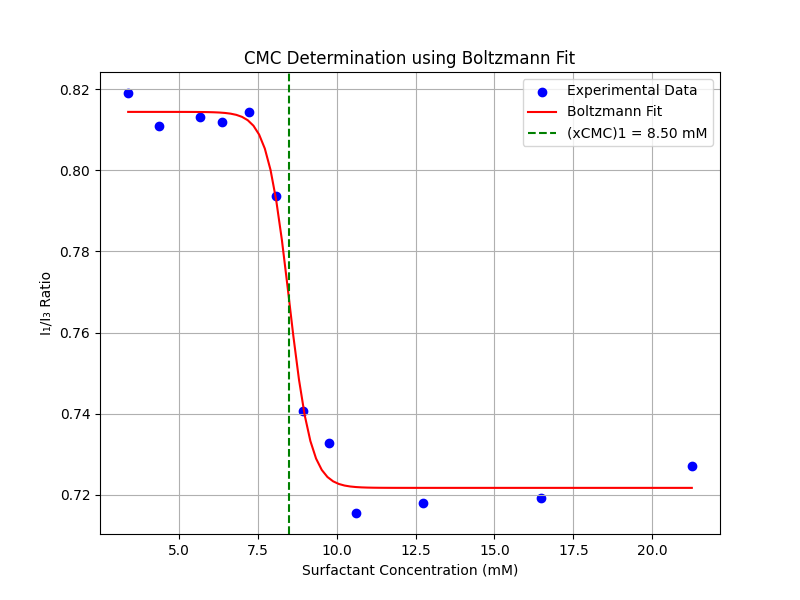 CMC Determination using Boltzmann Fit
Experimental Data
Boltzmann Fit
(xCMC)1 = 8.50 mM
I₁/I₃ Ratio
0.82
0.80
0.78
0.76
0.74
0.72
5.0 7.5 10.0 12.5 15.0 17.5 20.0
Surfactant Concentration (mM)